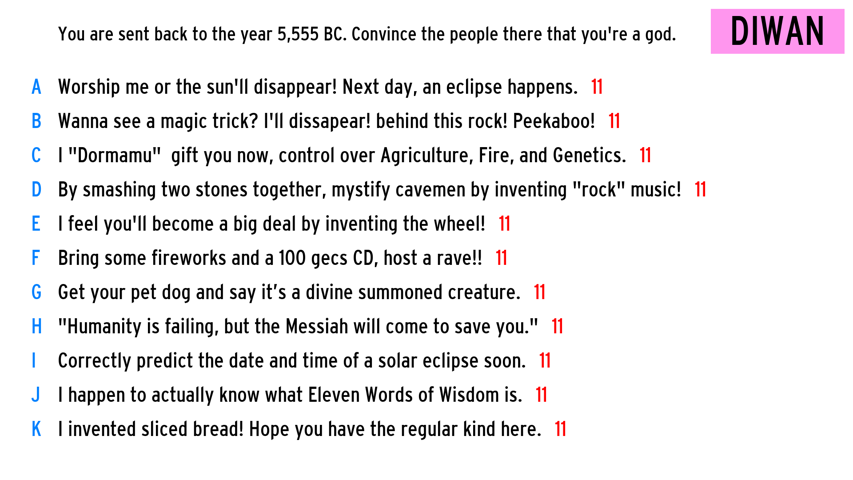 You are sent back to the year 5,555 BC. Convince the people there that you're a god.
DIWAN
A Worship me or the sun'll disappear! Next day, an eclipse happens. 11
B Wanna see a magic trick? I'll dissapear! behind this rock! Peekaboo! 11
C I "Dormamu" gift you now, control over Agriculture, Fire, and Genetics. 11
D By smashing two stones together, mystify cavemen by inventing "rock" music! 11
E I feel you'll become a big deal by inventing the wheel! 11
F Bring some fireworks and a 100 gecs CD, host a rave!! 11
G Get your pet dog and say it’s a divine summoned creature. 11
H "Humanity is failing, but the Messiah will come to save you." 11
I Correctly predict the date and time of a solar eclipse soon. 11
J I happen to actually know what Eleven Words of Wisdom is. 11
K I invented sliced bread! Hope you have the regular kind here. 11